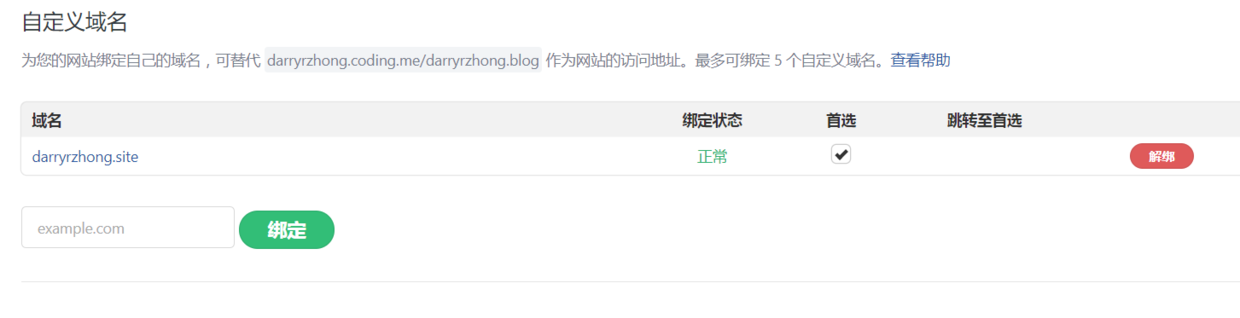 自定义域名
为您的网站绑定自己的域名，可替代 darryrzhong.coding.me/darryrzhong.blog 作为网站的访问地址。最多可绑定 5 个自定义域名。查看帮助
域名 绑定状态 首选 跳转至首选
darryrzhong.site 正常 解绑
example.com 绑定